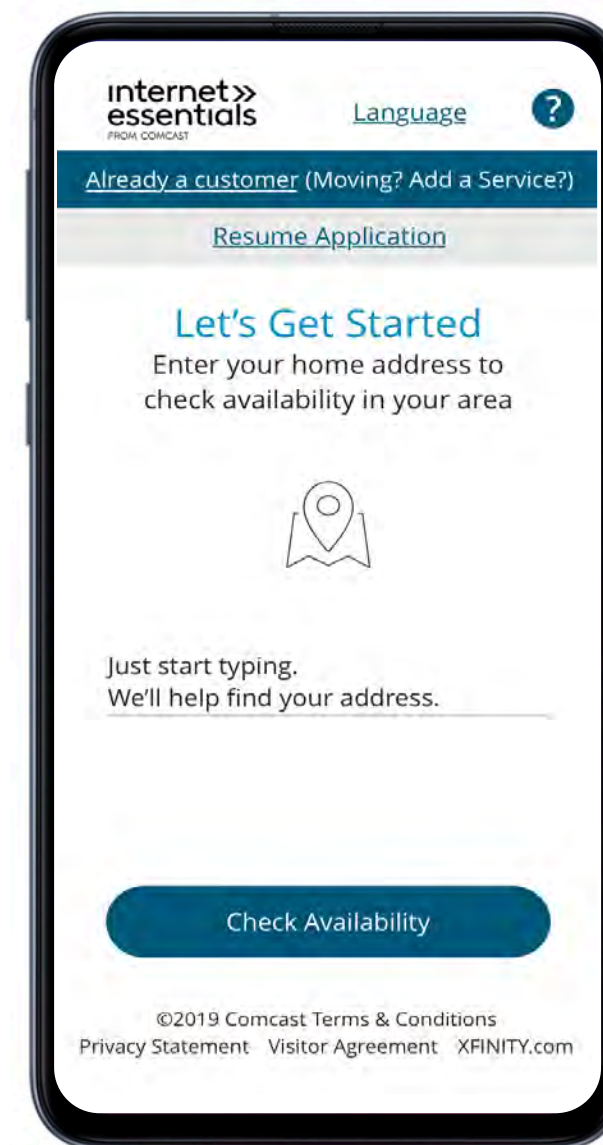 internet»
essentials
FROM COMCAST
Language
?
Already a customer (Moving? Add a Service?)
Resume Application
Let's Get Started
Enter your home address to
check availability in your area
Just start typing.
We'll help find your address.
Check Availability
©2019 Comcast Terms & Conditions
Privacy Statement Visitor Agreement XFINITY.com